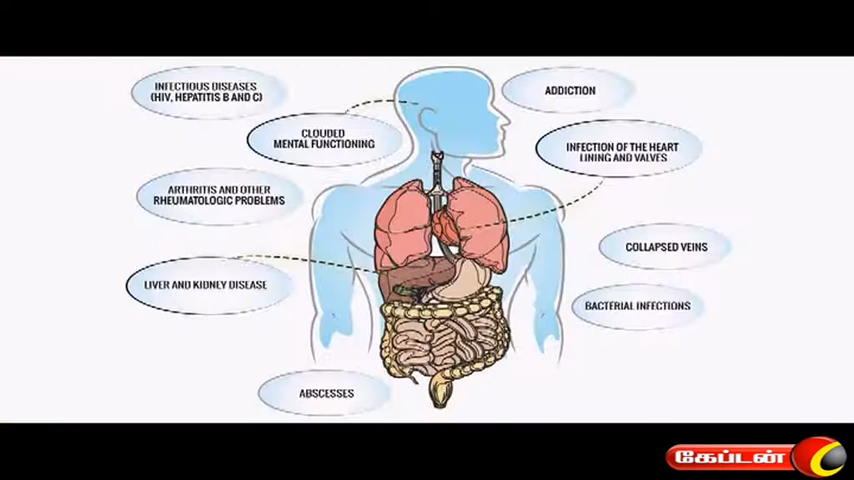 INFECTIOUS DISEASES
(HIV, HEPATITIS B AND C)
ADDICTION
CLOUDED
MENTAL FUNCTIONING
INFECTION OF THE HEART
LINING AND VALVES
ARTHRITIS AND OTHER
RHEUMATOLOGIC PROBLEMS
COLLAPSED VEINS
LIVER AND KIDNEY DISEASE
BACTERIAL INFECTIONS
ABSCESSES
கேப்டன்